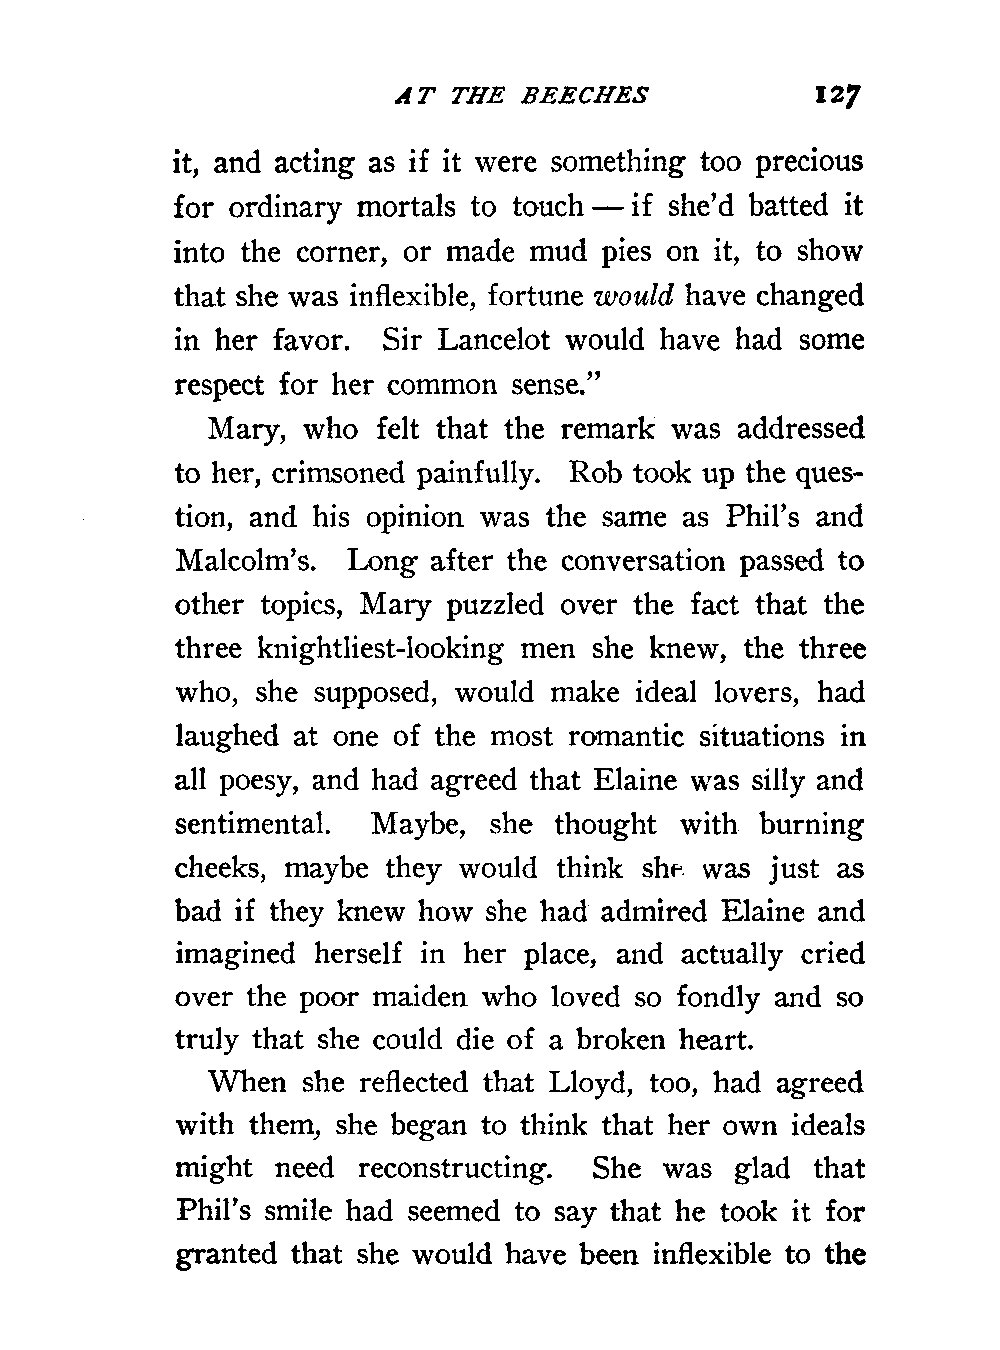 AT THE BEECHES 127
it, and acting as if it were something too precious
for ordinary mortals to touch — if she'd batted it
into the corner, or made mud pies on it, to show
that she was inflexible, fortune would have changed
in her favor. Sir Lancelot would have had some
respect for her common sense."
Mary, who felt that the remark was addressed
to her, crimsoned painfully. Rob took up the ques-
tion, and his opinion was the same as Phil's and
Malcolm's. Long after the conversation passed to
other topics, Mary puzzled over the fact that the
three knightliest-looking men she knew, the three
who, she supposed, would make ideal lovers, had
laughed at one of the most romantic situations in
all poesy, and had agreed that Elaine was silly and
sentimental. Maybe, she thought with burning
cheeks, maybe they would think she was just as
bad if they knew how she had admired Elaine and
imagined herself in her place, and actually cried
over the poor maiden who loved so fondly and so
truly that she could die of a broken heart.
When she reflected that Lloyd, too, had agreed
with them, she began to think that her own ideals
might need reconstructing. She was glad that
Phil's smile had seemed to say that he took it for
granted that she would have been inflexible to the